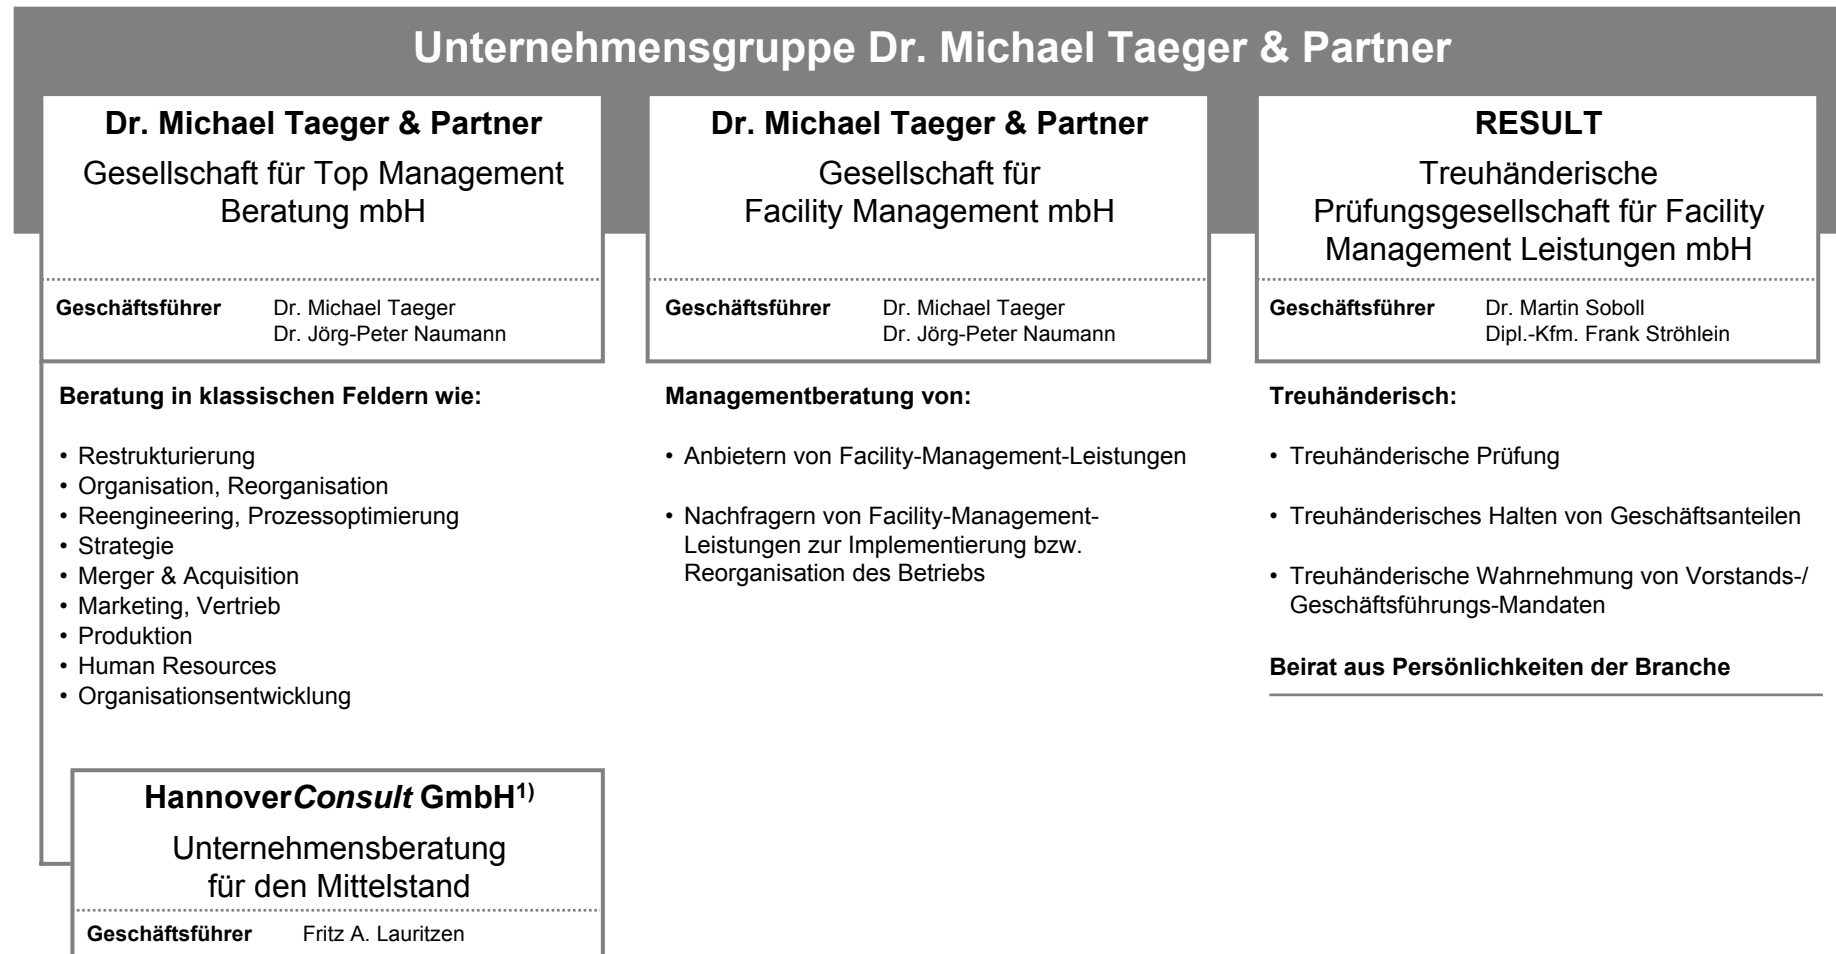 Unternehmensgruppe Dr. Michael Taeger & Partner
Dr. Michael Taeger & Partner
Gesellschaft für Top Management
Beratung mbH
Geschäftsführer Dr. Michael Taeger
Dr. Jörg-Peter Naumann
Beratung in klassischen Feldern wie:
• Restrukturierung
• Organisation, Reorganisation
• Reengineering, Prozessoptimierung
• Strategie
• Merger & Acquisition
• Marketing, Vertrieb
• Produktion
• Human Resources
• Organisationsentwicklung
HannoverConsult GmbH1)
Unternehmensberatung
für den Mittelstand
Geschäftsführer Fritz A. Lauritzen
Dr. Michael Taeger & Partner
Gesellschaft für
Facility Management mbH
Geschäftsführer Dr. Michael Taeger
Dr. Jörg-Peter Naumann
Managementberatung von:
• Anbietern von Facility-Management-Leistungen
• Nachfragern von Facility-Management-
Leistungen zur Implementierung bzw.
Reorganisation des Betriebs
RESULT
Treuhänderische
Prüfungsgesellschaft für Facility
Management Leistungen mbH
Geschäftsführer Dr. Martin Soboll
Dipl.-Kfm. Frank Ströhlein
Treuhänderisch:
• Treuhänderische Prüfung
• Treuhänderisches Halten von Geschäftsanteilen
• Treuhänderische Wahrnehmung von Vorstands-/
Geschäftsführungs-Mandaten
Beirat aus Persönlichkeiten der Branche